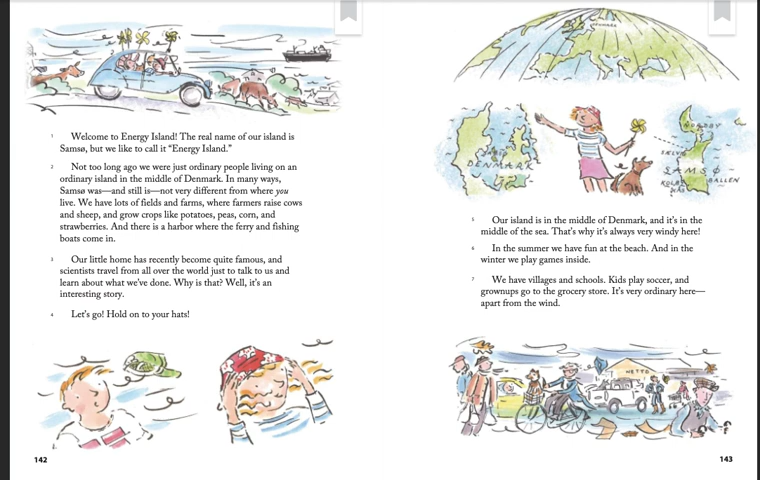 1 Welcome to Energy Island! The real name of our island is
Samsø, but we like to call it “Energy Island.”
2 Not too long ago we were just ordinary people living on an
ordinary island in the middle of Denmark. In many ways,
Samsø was—and still is—not very different from where you
live. We have lots of fields and farms, where farmers raise cows
and sheep, and grow crops like potatoes, peas, corn, and
strawberries. And there is a harbor where the ferry and fishing
boats come in.
3 Our little home has recently become quite famous, and
scientists travel from all over the world just to talk to us and
learn about what we’ve done. Why is that? Well, it’s an
interesting story.
4 Let’s go! Hold on to your hats!
142
DENMARK
DENMARK
NORDBY
SAMSØ
BALLEN
5 Our island is in the middle of Denmark, and it’s in the
middle of the sea. That’s why it’s always very windy here!
6 In the summer we have fun at the beach. And in the
winter we play games inside.
7 We have villages and schools. Kids play soccer, and
grownups go to the grocery store. It’s very ordinary here—
apart from the wind.
NETTO
143